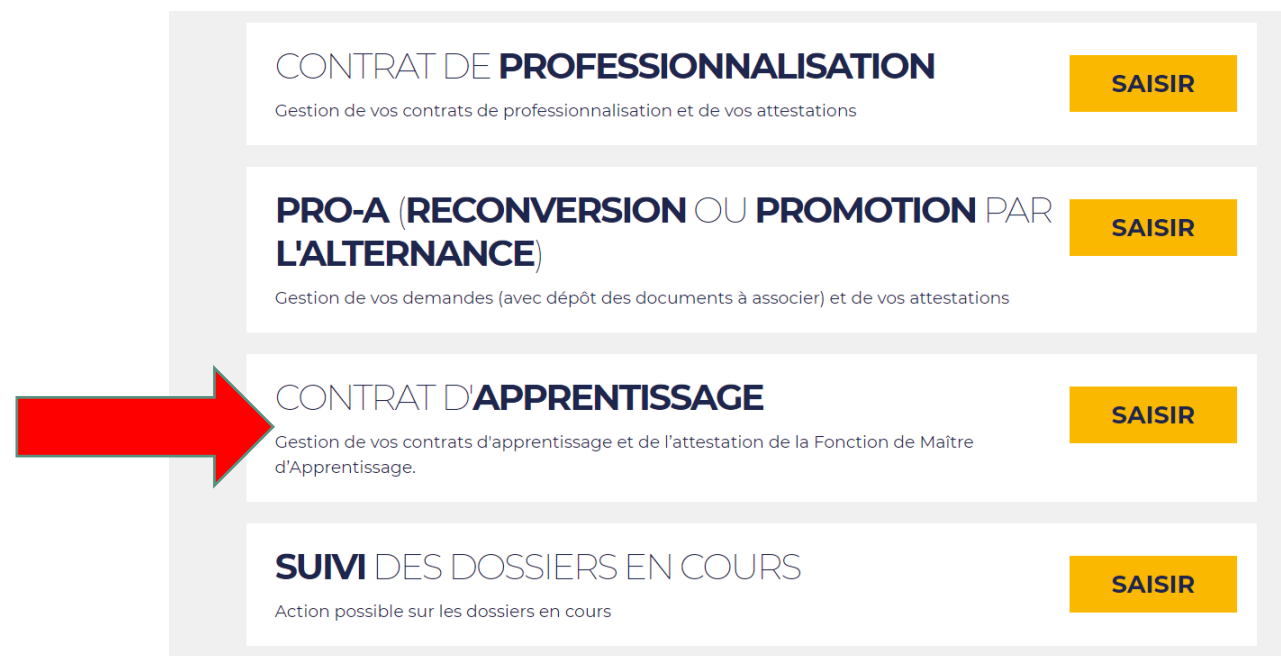 CONTRAT DE PROFESSIONNALISATION
Gestion de vos contrats de professionnalisation et de vos attestations
SAISIR
PRO-A (RECONVERSION OU PROMOTION PAR
L'ALTERNANCE)
Gestion de vos demandes (avec dépôt des documents à associer) et de vos attestations
SAISIR
CONTRAT D'APPRENTISSAGE
Gestion de vos contrats d'apprentissage et de l’attestation de la Fonction de Maître
d’Apprentissage.
SAISIR
SUIVI DES DOSSIERS EN COURS
Action possible sur les dossiers en cours
SAISIR